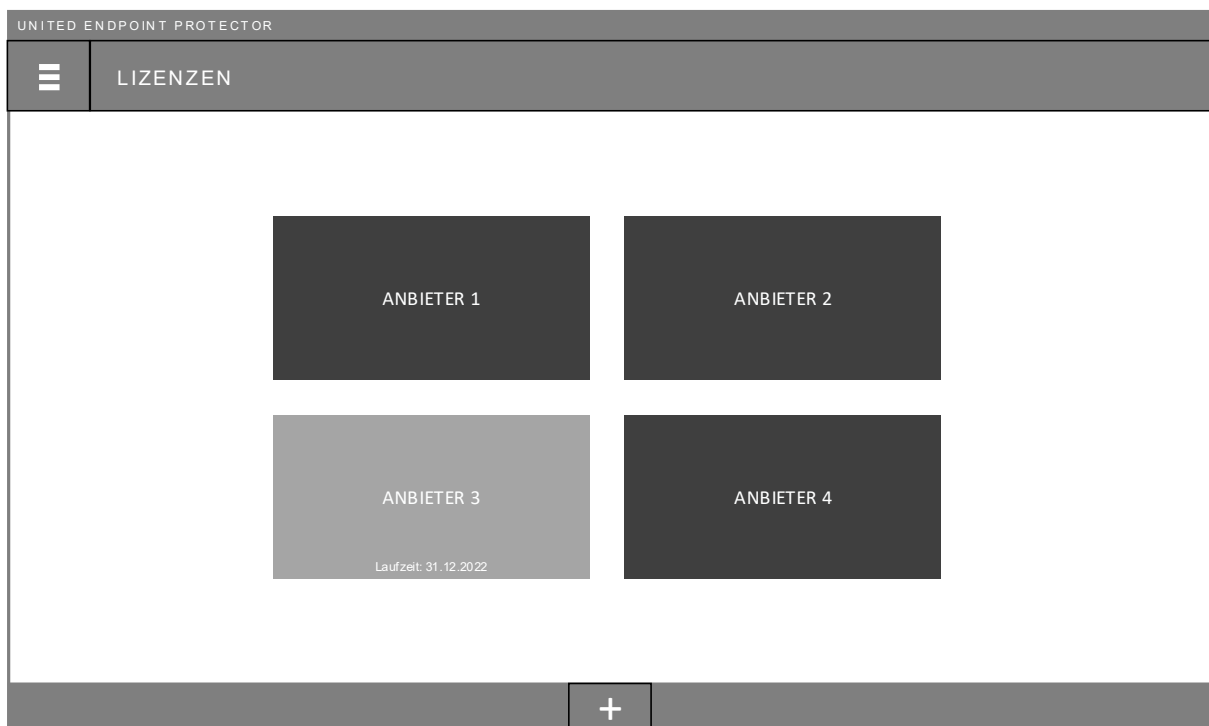 UNITED ENDPOINT PROTECTOR
LIZENZEN
ANBIETER 1
ANBIETER 2
ANBIETER 3
Laufzeit: 31.12.2022
ANBIETER 4
+